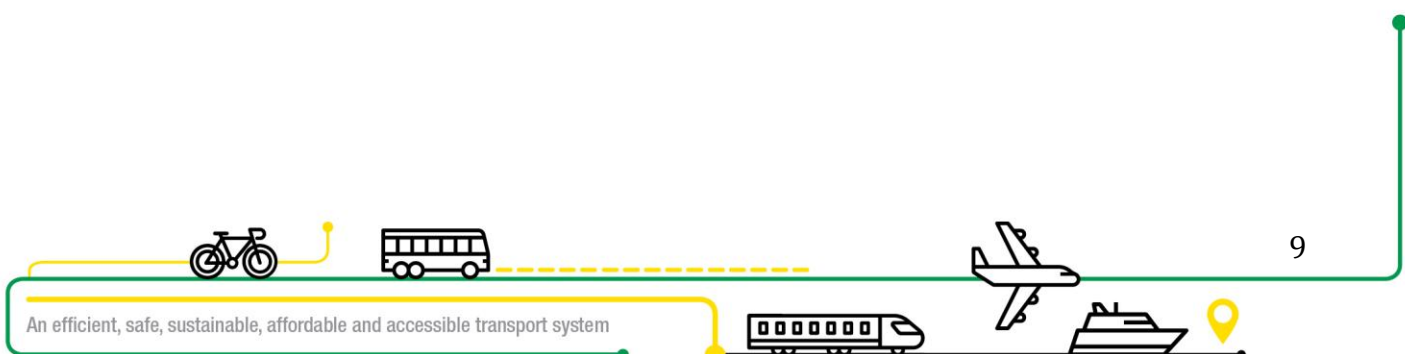 9
An efficient, safe, sustainable, affordable and accessible transport system